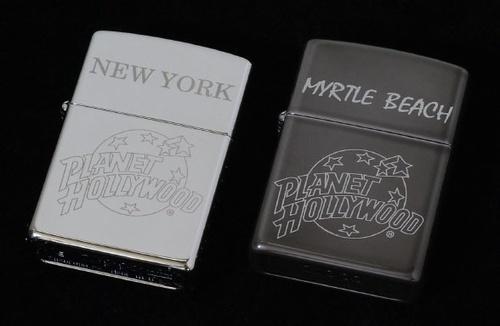 NEW YORK
PLANET
HOLLYWOOD
®
MYRTLE BEACH
PLANET
HOLLYWOOD
®